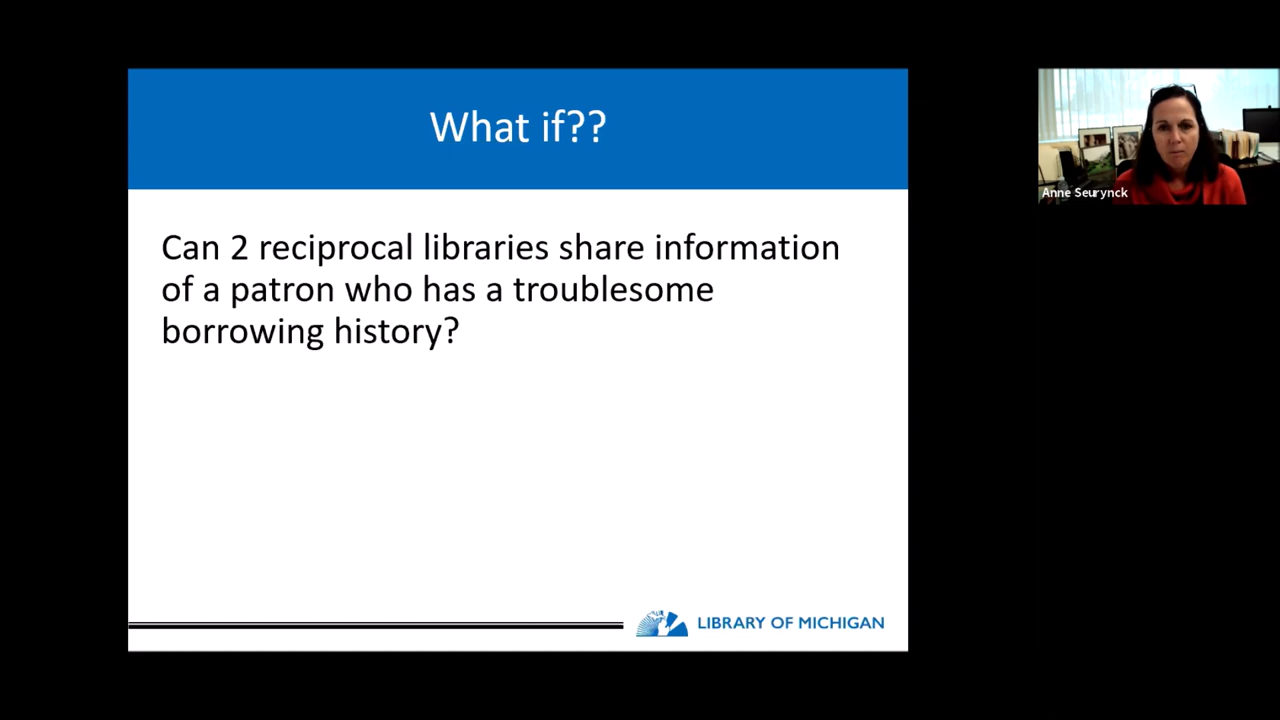 What if??
Can 2 reciprocal libraries share information
of a patron who has a troublesome
borrowing history?
LIBRARY OF MICHIGAN
Anne Seurynck